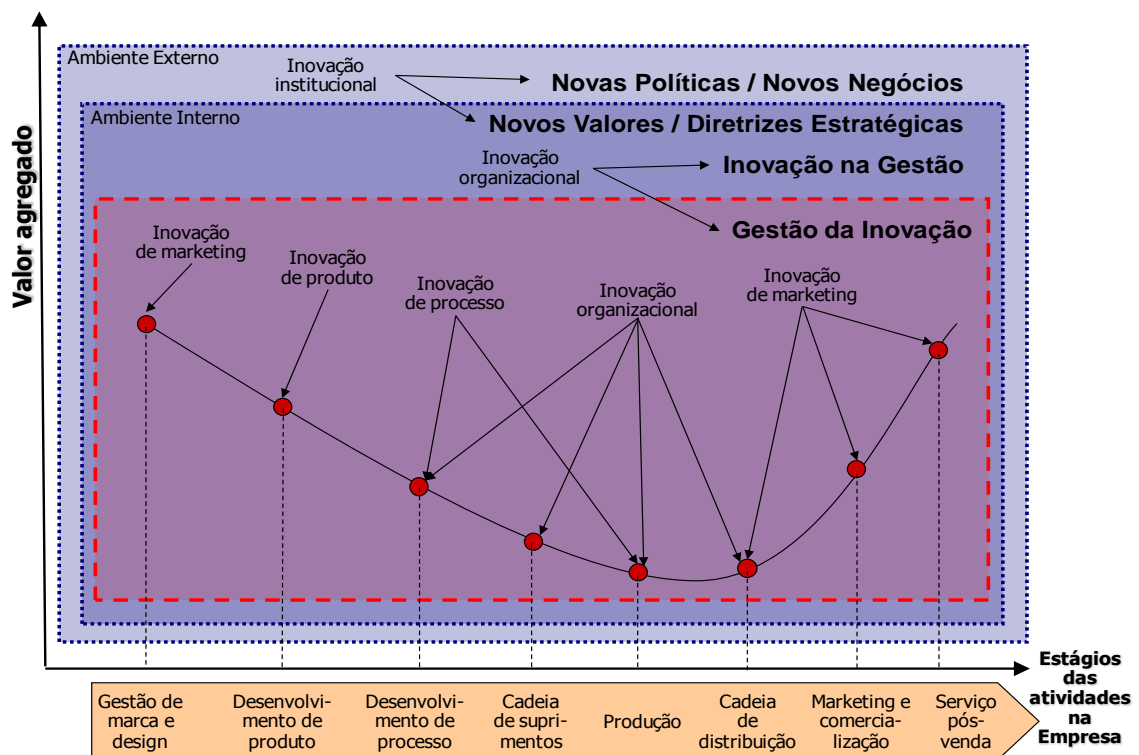 Ambiente Externo
Inovação
institucional
Novas Políticas / Novos Negócios
Ambiente Interno
Novos Valores / Diretrizes Estratégicas
Inovação
organizacional
Inovação na Gestão
Gestão da Inovação
Valor agregado
Inovação
de marketing
Inovação
de produto
Inovação
de processo
Inovação
organizacional
Inovação
de marketing
Estágios
das
atividades
na
Empresa
Gestão de
marca e
design
Desenvolvi-
mento de
produto
Desenvolvi-
mento de
processo
Cadeia
de supri-
mentos
Produção
Cadeia
de
distribuição
Marketing e
comercia-
lização
Serviço
pós-
venda